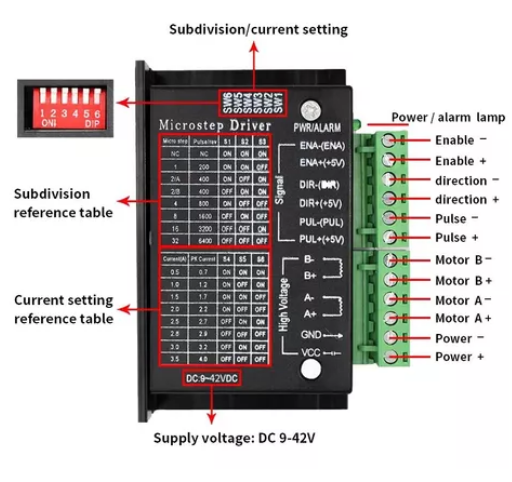 Subdivision/current setting
1 2 3 4 5 6
ON↓ DIP
SW6
SW5
SW4
SW3
SW2
SW1
Microstep Driver
PWR/ALARM
Power / alarm lamp
Micro step Pulse/rev S1 S2 S3
NC NC ON ON ON
1 200 ON ON OFF
2/A 400 ON OFF ON
2/B 400 OFF ON ON
4 800 ON OFF OFF
8 1600 OFF ON OFF
16 3200 OFF OFF ON
32 6400 OFF OFF OFF
Subdivision
reference table
Current(A) PK Current S4 S5 S6
0.5 0.7 ON ON ON
1.0 1.2 ON OFF ON
1.5 1.7 ON ON OFF
2.0 2.2 ON OFF OFF
2.5 2.7 OFF ON ON
2.8 2.9 OFF OFF ON
3.0 3.2 OFF ON OFF
3.5 4.0 OFF OFF OFF
Current setting
reference table
Signal
ENA-(ENA)
ENA+(+5V)
DIR-(DIR)
DIR+(+5V)
PUL-(PUL)
PUL+(+5V)
High Voltage
B-
B+
A-
A+
GND
VCC
Enable -
Enable +
direction -
direction +
Pulse -
Pulse +
Motor B-
Motor B+
Motor A-
Motor A+
Power -
Power +
DC:9~42VDC
Supply voltage: DC 9-42V